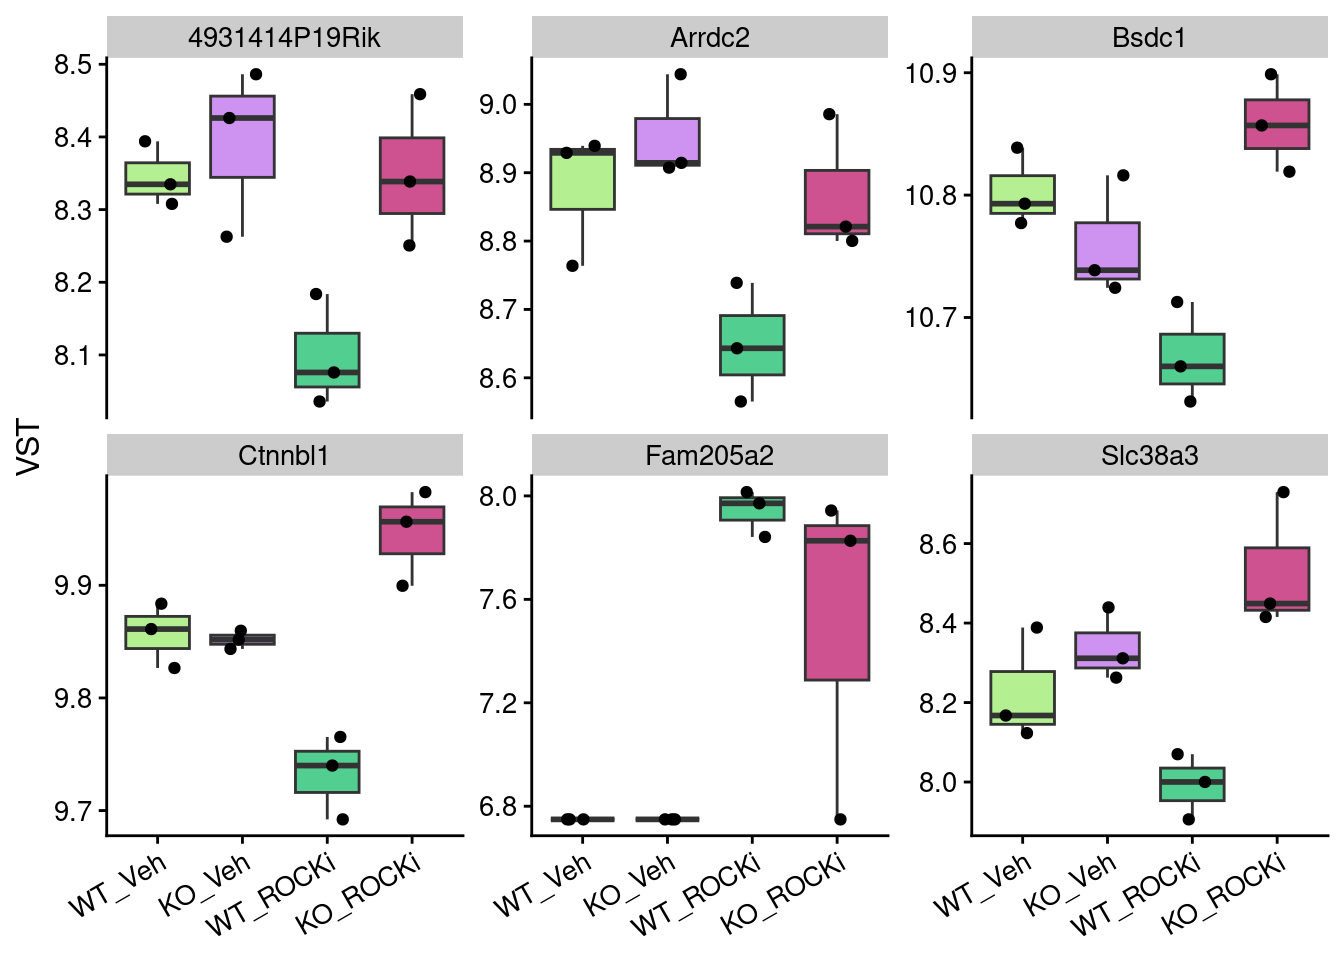 4931414P19Rik
Arrdc2
Bsdc1
8.5
8.4
8.3
8.2
8.1
9.0
8.9
8.8
8.7
8.6
10.9
10.8
10.7
VST
Ctnnbl1
Fam205a2
Slc38a3
9.9
9.8
9.7
8.0
7.6
7.2
6.8
8.6
8.4
8.2
8.0
WT_Veh
KO_Veh
WT_ROCKi
KO_ROCKi
WT_Veh
KO_Veh
WT_ROCKi
KO_ROCKi
WT_Veh
KO_Veh
WT_ROCKi
KO_ROCKi